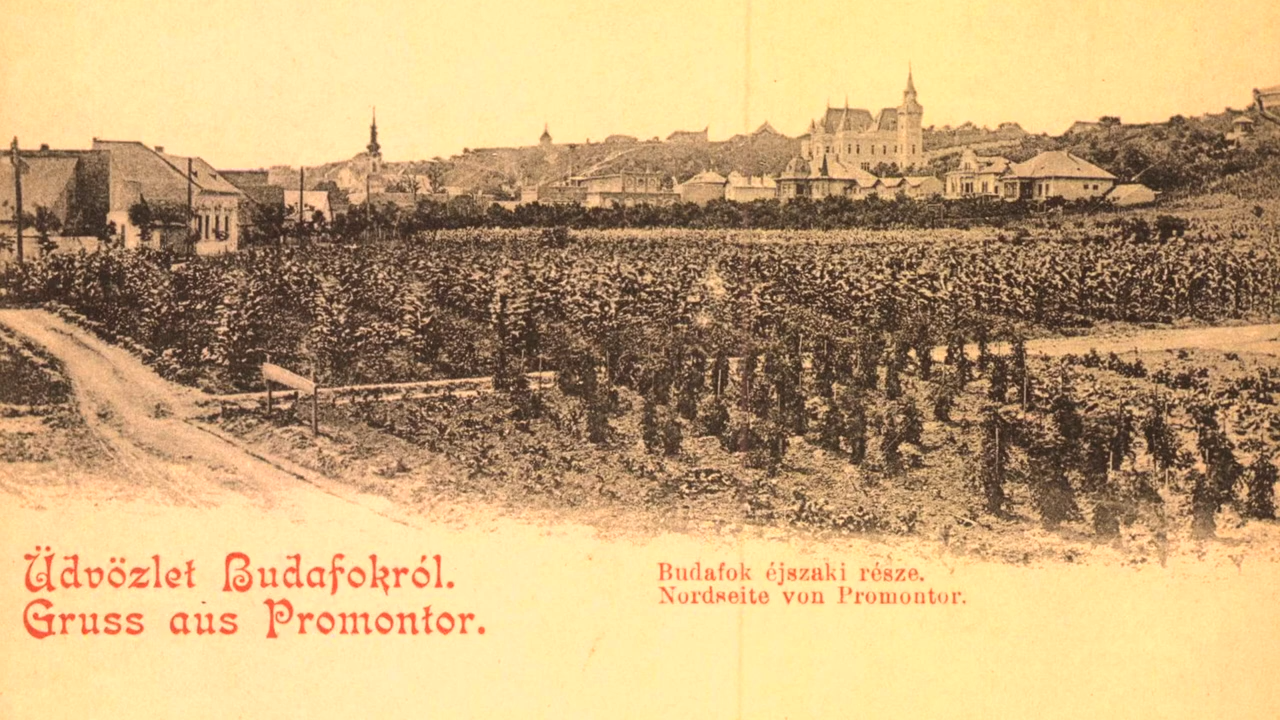 Üdvözlet Budafokról.
Gruss aus Promontor.
Budafok éjszaki része.
Nordseite von Promontor.